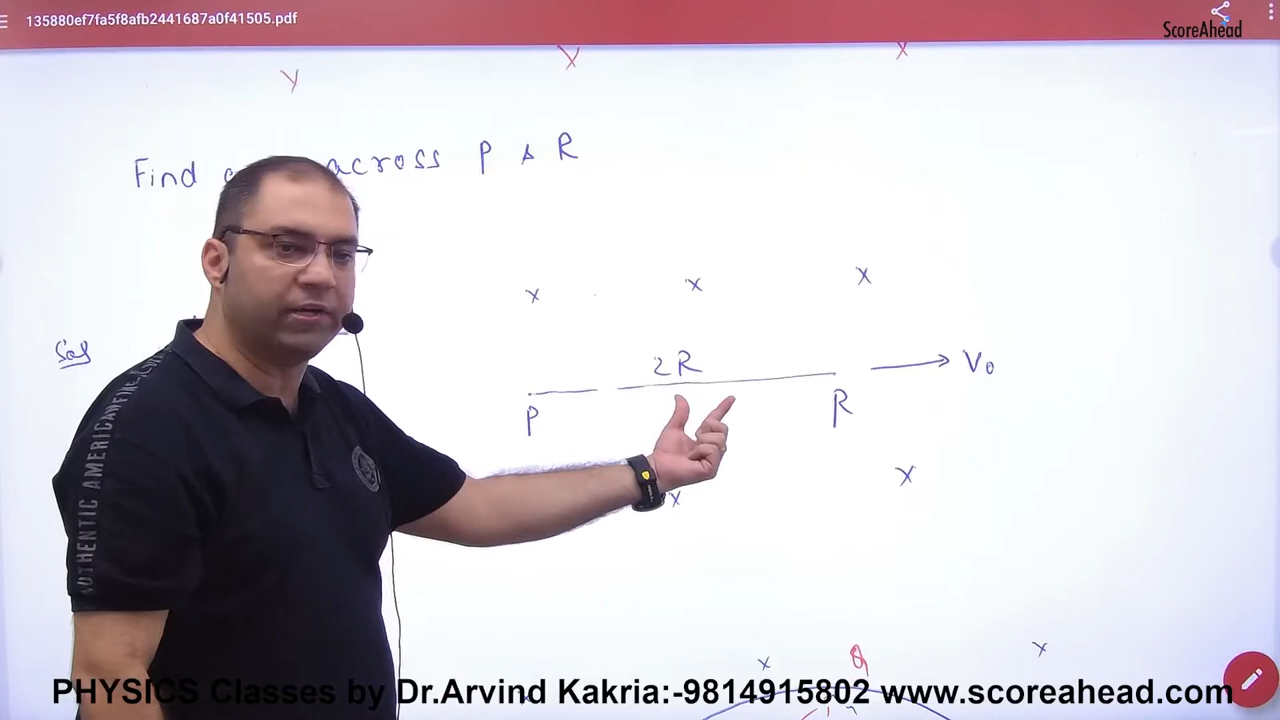 135880ef7fa5f8afb2441687a0f41505.pdf
ScoreAhead
Y
X
X
Find across P & R
x x x
Sol
2R
V₀
P
R
x
x
x
Q
x
PHYSICS Classes by Dr.Arvind Kakria:-9814915802 www.scoreahead.com